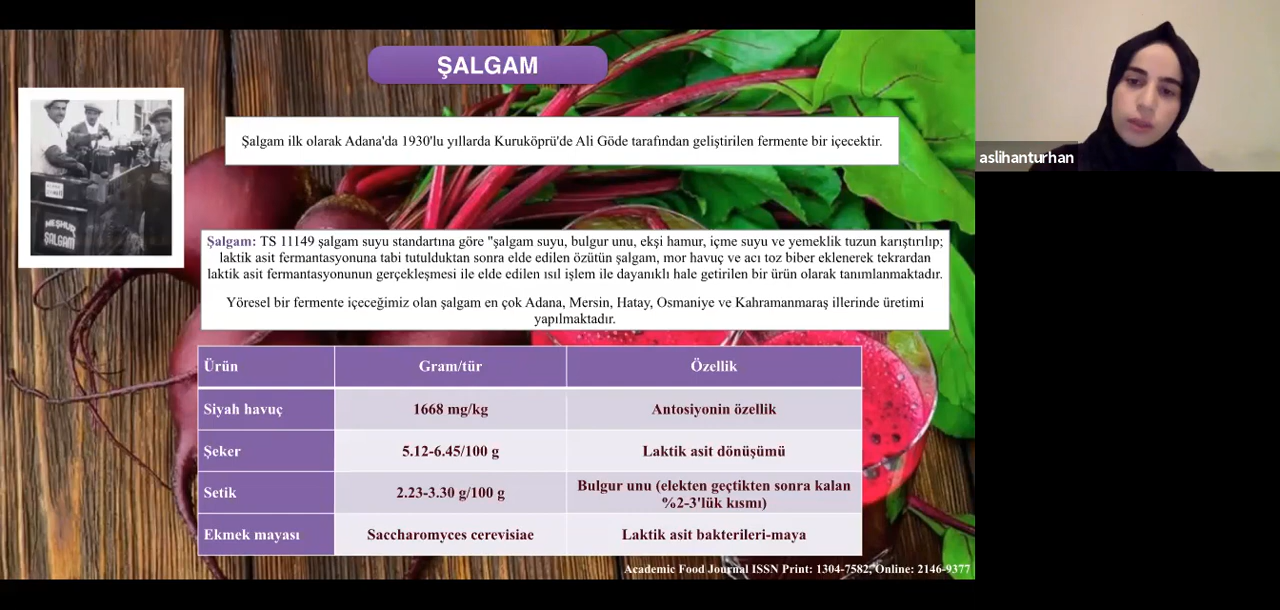 ŞALGAM
MEŞHUR
ŞALGAMI
Şalgam ilk olarak Adana'da 1930'lu yıllarda Kuruköprü'de Ali Göde tarafından geliştirilen fermente bir içecektir.
aslihanturhan
Şalgam: TS 11149 şalgam suyu standartına göre "şalgam suyu, bulgur unu, ekşi hamur, içme suyu ve yemeklik tuzun karıştırılıp;
laktik asit fermantasyonuna tabi tutulduktan sonra elde edilen özütün şalgam, mor havuç ve acı toz biber eklenerek tekrardan
laktik asit fermantasyonunun gerçekleşmesi ile elde edilen ısıl işlem ile dayanıklı hale getirilen bir ürün olarak tanımlanmaktadır.
Yöresel bir fermente içeceğimiz olan şalgam en çok Adana, Mersin, Hatay, Osmaniye ve Kahramanmaraş illerinde üretimi
yapılmaktadır.
Ürün Gram/tür Özellik
Siyah havuç 1668 mg/kg Antosiyonin özellik
Şeker 5.12-6.45/100 g Laktik asit dönüşümü
Setik 2.23-3.30 g/100 g Bulgur unu (elekten geçtikten sonra kalan
%2-3'lük kısmı)
Ekmek mayası Saccharomyces cerevisiae Laktik asit bakterileri-maya
Academic Food Journal ISSN Print: 1304-7582, Online: 2146-9377